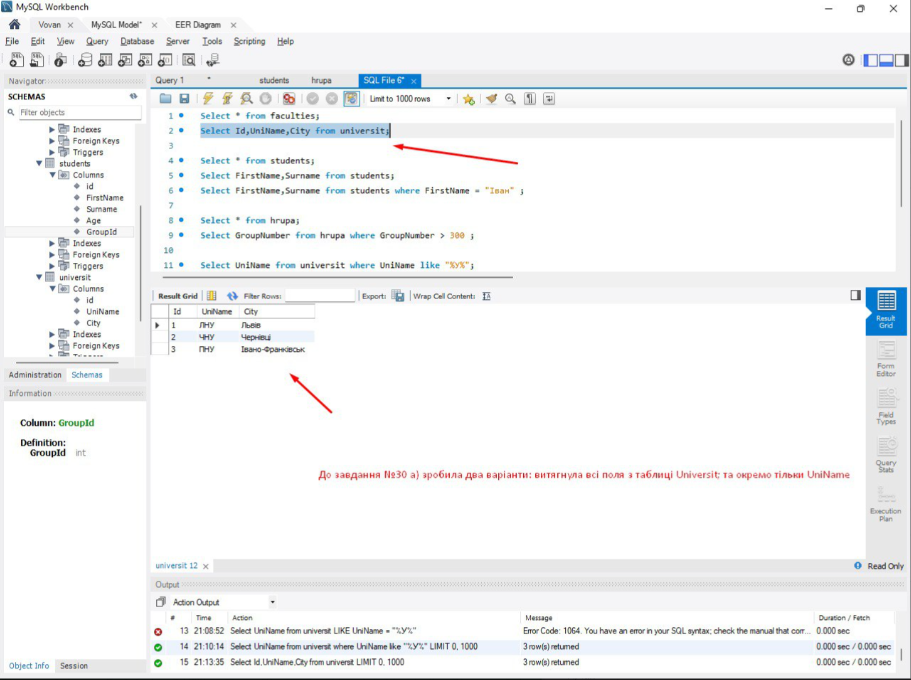 MySQL Workbench
Vovan
MySQL Model*
EER Diagram
File Edit View Query Database Server Tools Scripting Help
Navigator
SCHEMAS
Filter objects
Indexes
Foreign Keys
Triggers
students
Columns
id
FirstName
Surname
Age
GroupId
Indexes
Foreign Keys
Triggers
universit
Columns
id
UniName
City
Indexes
Foreign Keys
Triggers
Administration Schemas
Information
Column: GroupId
Definition:
GroupId int
Object Info Session
Query 1 * students hrupa SQL File 6*
Limit to 1000 rows
1 Select * from faculties;
2 Select Id,UniName,City from universit;
3
4 Select * from students;
5 Select FirstName,Surname from students;
6 Select FirstName,Surname from students where FirstName = "Іван" ;
7
8 Select * from hrupa;
9 Select GroupNumber from hrupa where GroupNumber > 300 ;
10
11 Select UniName from universit where UniName like "%У%";
Result Grid Filter Rows: Export: Wrap Cell Content: IA
Id UniName City
1 ЛНУ Львів
2 ЧНУ Чернівці
3 ПНУ Івано-Франківськ
До завдання №30 а) зробила два варіанти: витягнула всі поля з таблиці Universit; та окремо тільки UniName
Result
Grid
Form
Editor
Field
Types
Query
Stats
Execution
Plan
universit 12
Read Only
Output
Action Output
# Time Action Message Duration / Fetch
13 21:08:52 Select UniName from universit LIKE UniName = "%У%" Error Code: 1064. You have an error in your SQL syntax; check the manual that corr... 0.000 sec
14 21:10:14 Select UniName from universit where UniName like "%У%" LIMIT 0, 1000 3 row(s) returned 0.000 sec / 0.000 sec
15 21:13:35 Select Id,UniName,City from universit LIMIT 0, 1000 3 row(s) returned 0.000 sec / 0.000 sec